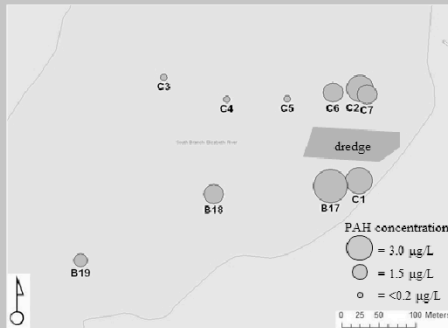 C3
C4
C5
C6
C2
C7
dredge
B18
B17
C1
B19
PAH concentration
= 3.0 µg/L
= 1.5 µg/L
= <0.2 µg/L
0 25 50 100 Meters